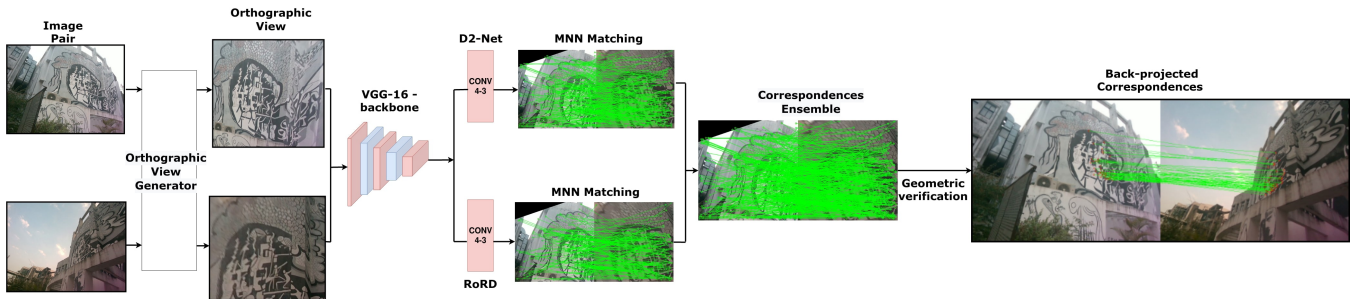 Image
Pair
Orthographic
View
Orthographic
View
Generator
VGG-16 -
backbone
D2-Net
CONV
4-3
MNN Matching
CONV
4-3
RoRD
MNN Matching
Correspondences
Ensemble
Geometric
verification
Back-projected
Correspondences